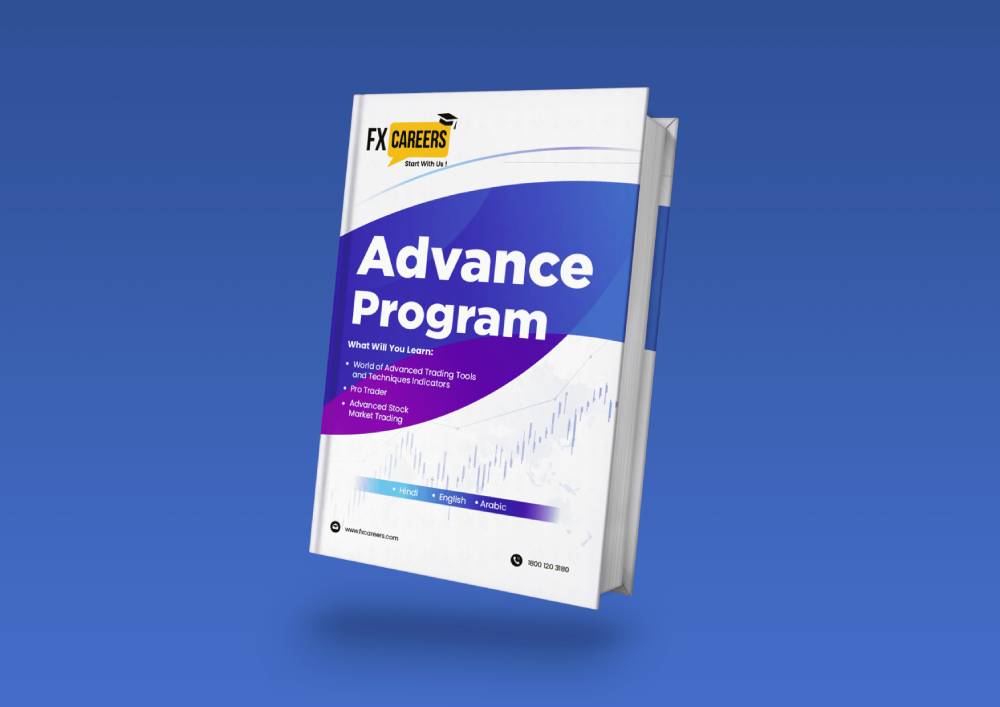 FX CAREERS
Start With Us !
Advance
Program
What Will You Learn:
• World of Advanced Trading Tools
and Techniques Indicators
• Pro Trader
• Advanced Stock
Market Trading
• Hindi • English • Arabic
www.fxcareers.com
1800 120 3180